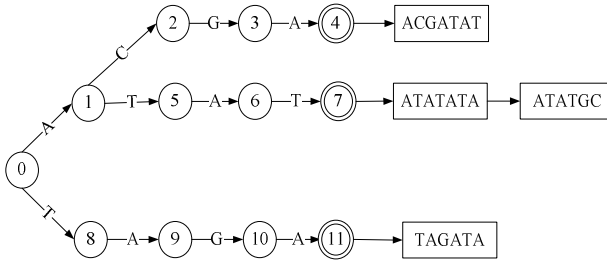 C 2 G 3 A 4 ACGATAT
A 1 T 5 A 6 T 7 ATATATA ATATGC
0
T 8 A 9 G 10 A 11 TAGATA